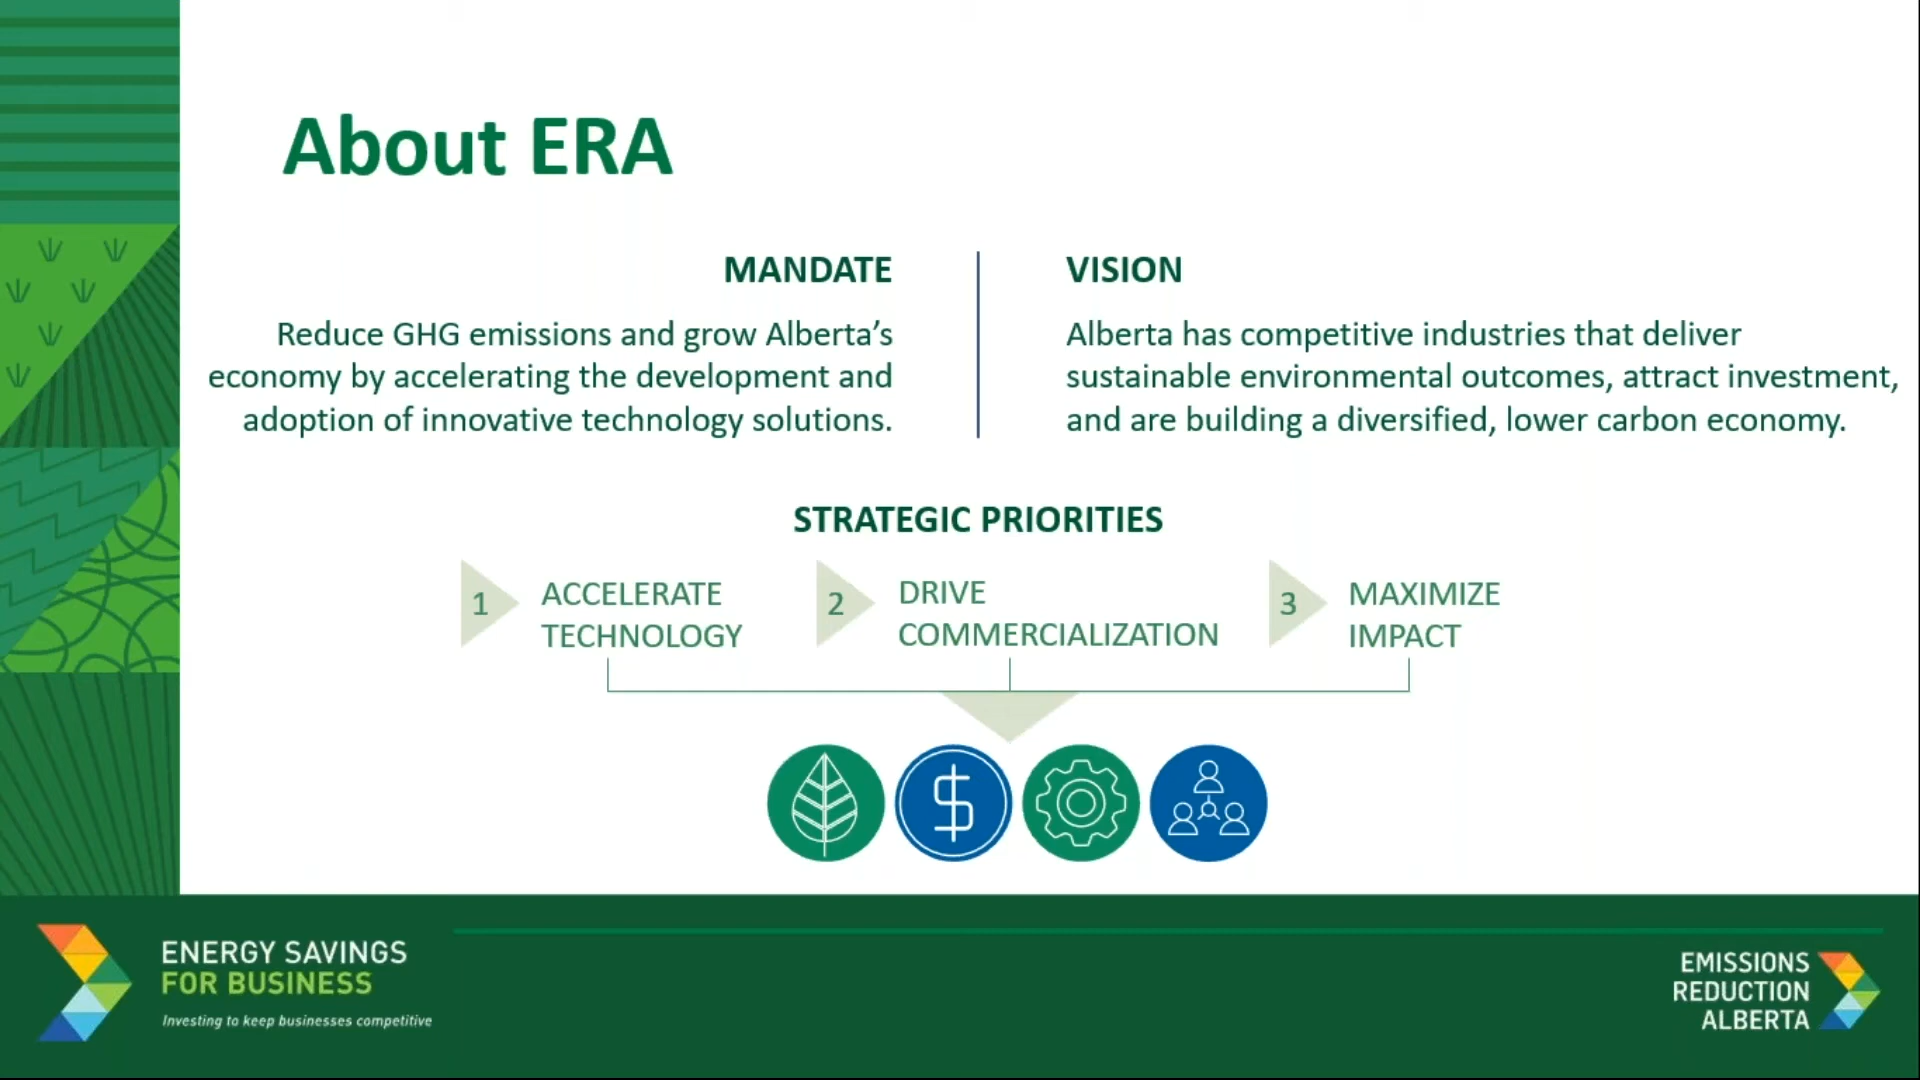 About ERA
MANDATE
Reduce GHG emissions and grow Alberta’s
economy by accelerating the development and
adoption of innovative technology solutions.
VISION
Alberta has competitive industries that deliver
sustainable environmental outcomes, attract investment,
and are building a diversified, lower carbon economy.
STRATEGIC PRIORITIES
1
ACCELERATE
TECHNOLOGY
2
DRIVE
COMMERCIALIZATION
3
MAXIMIZE
IMPACT
$
ENERGY SAVINGS
FOR BUSINESS
Investing to keep businesses competitive
EMISSIONS
REDUCTION
ALBERTA